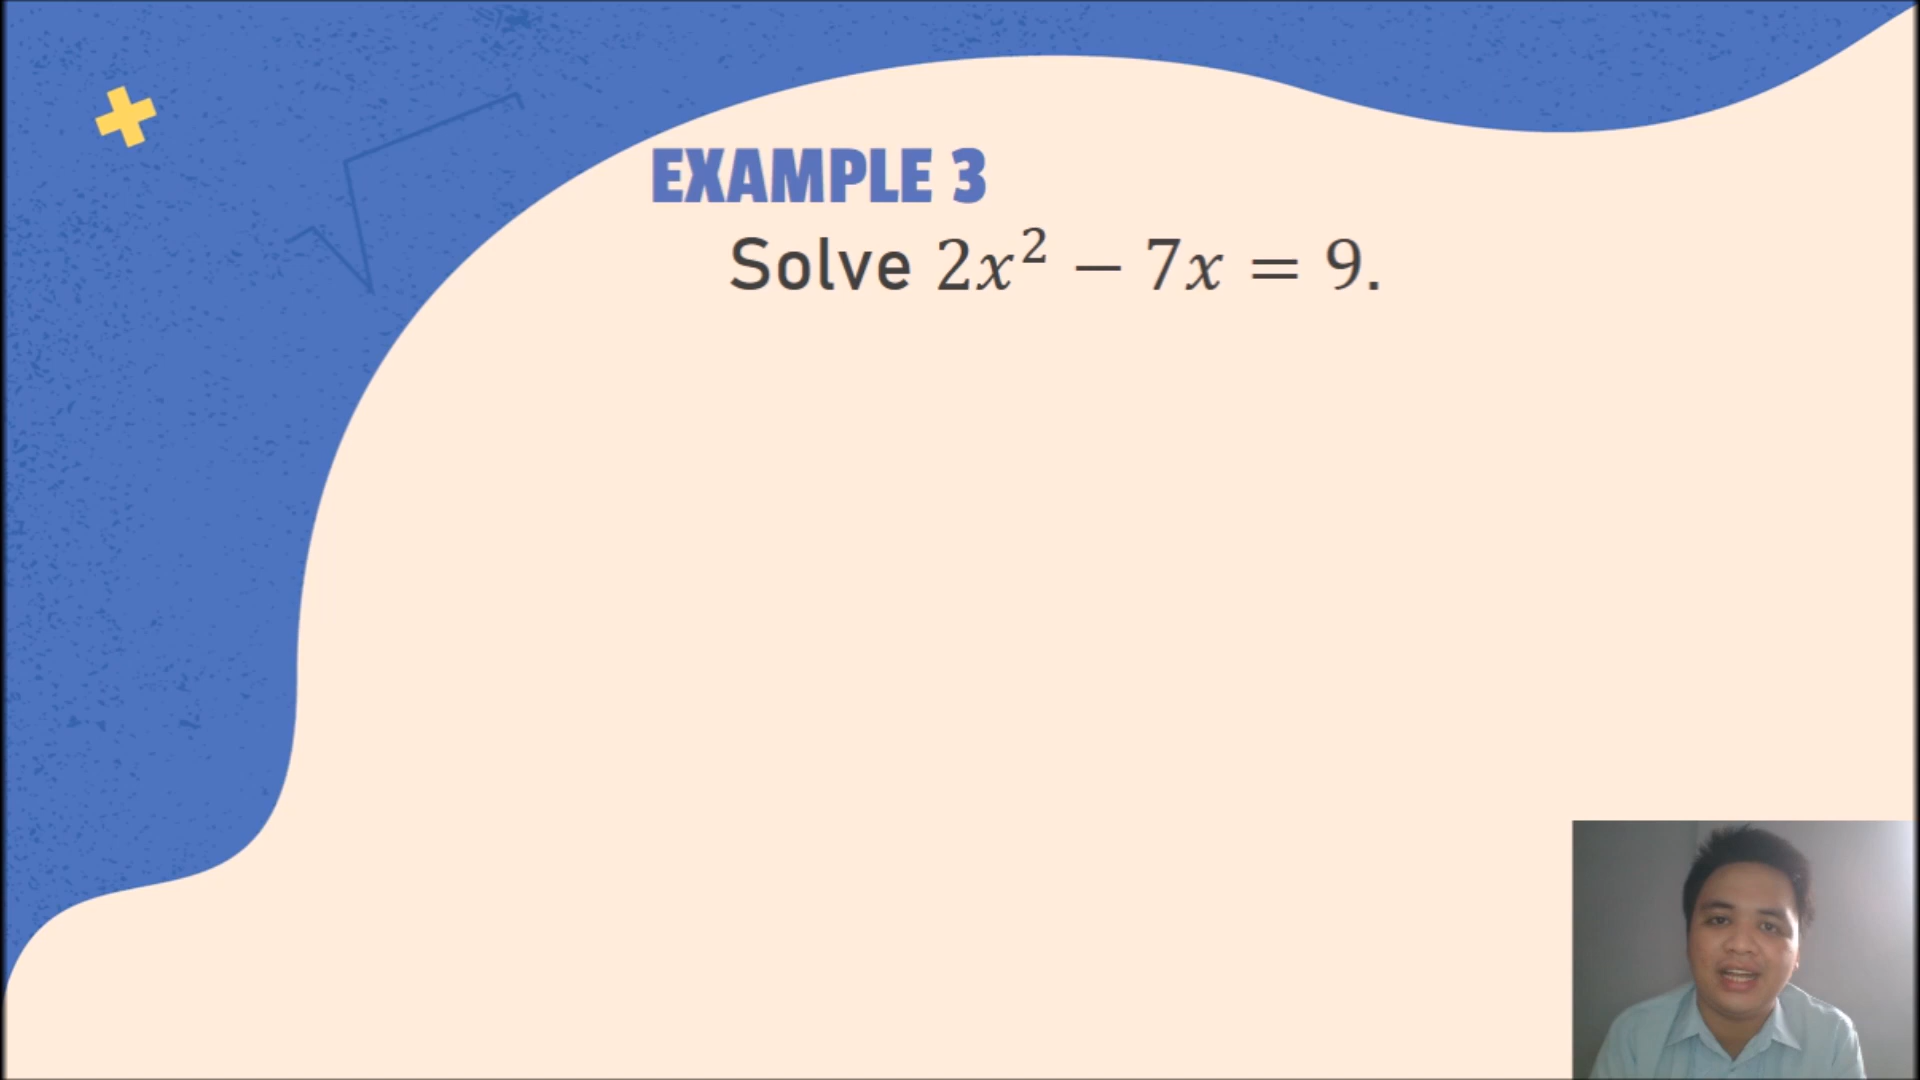 EXAMPLE 3
Solve 2x² − 7x = 9.